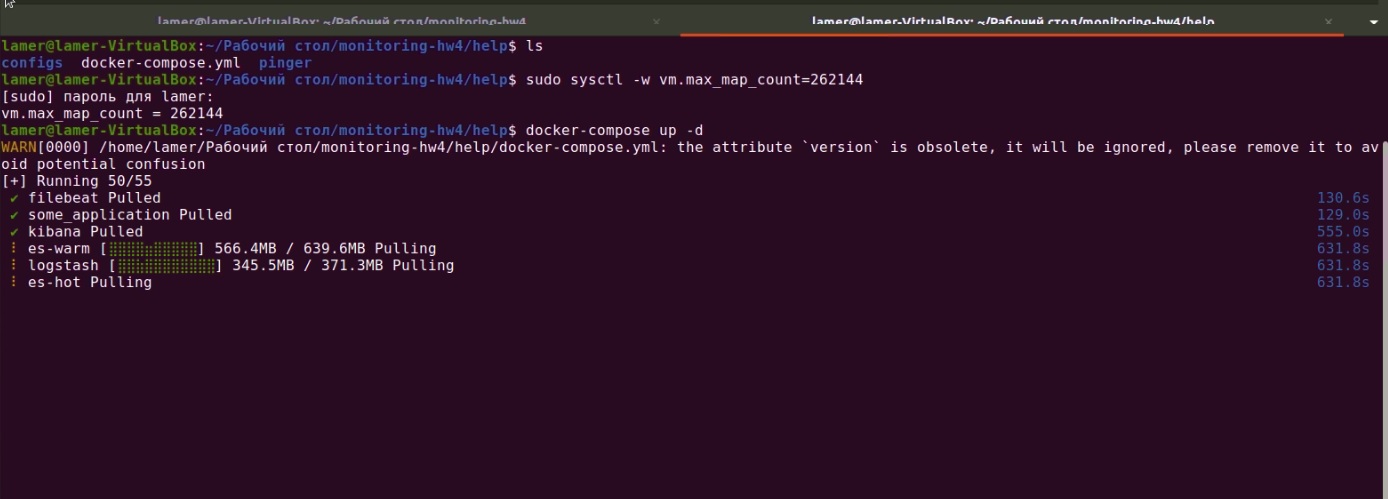 lamer@lamer-VirtualBox: ~/Рабочий стол/monitoring-hw4 × lamer@lamer-VirtualBox: ~/Рабочий стол/monitoring-hw4/help ×
lamer@lamer-VirtualBox:~/Рабочий стол/monitoring-hw4/help$ ls
configs docker-compose.yml pinger
lamer@lamer-VirtualBox:~/Рабочий стол/monitoring-hw4/help$ sudo sysctl -w vm.max_map_count=262144
[sudo] пароль для lamer:
vm.max_map_count = 262144
lamer@lamer-VirtualBox:~/Рабочий стол/monitoring-hw4/help$ docker-compose up -d
WARN[0000] /home/lamer/Рабочий стол/monitoring-hw4/help/docker-compose.yml: the attribute `version` is obsolete, it will be ignored, please remove it to av
oid potential confusion
[+] Running 50/55
✔ filebeat Pulled 130.6s
✔ some_application Pulled 129.0s
✔ kibana Pulled 555.0s
⠇ es-warm [⣿⣿⣿⣿⣶⣿⣿⣿⣿⣿] 566.4MB / 639.6MB Pulling 631.8s
⠇ logstash [⣿⣿⣷⣿⣿⣿⣿⣿⣿⣿⣿] 345.5MB / 371.3MB Pulling 631.8s
⠇ es-hot Pulling 631.8s